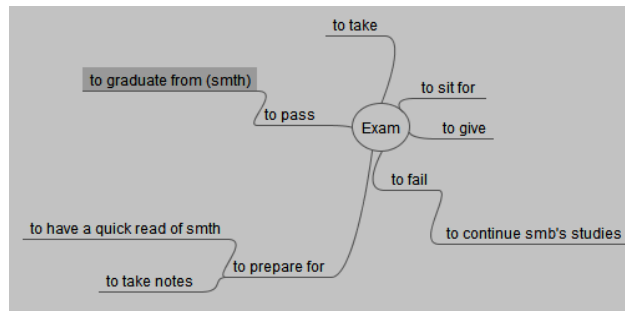 to take
to graduate from (smth)
to sit for
to pass
Exam
to give
to fail
to have a quick read of smth
to continue smb's studies
to prepare for
to take notes